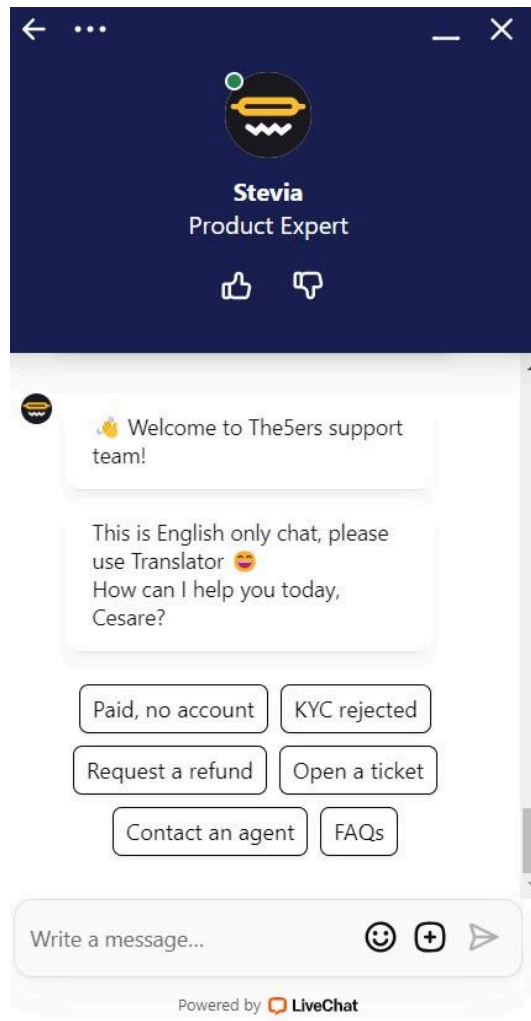 Stevia
Product Expert
👋 Welcome to The5ers support
team!
This is English only chat, please
use Translator 😄
How can I help you today,
Cesare?
Paid, no account
KYC rejected
Request a refund
Open a ticket
Contact an agent
FAQs
Write a message...
Powered by LiveChat